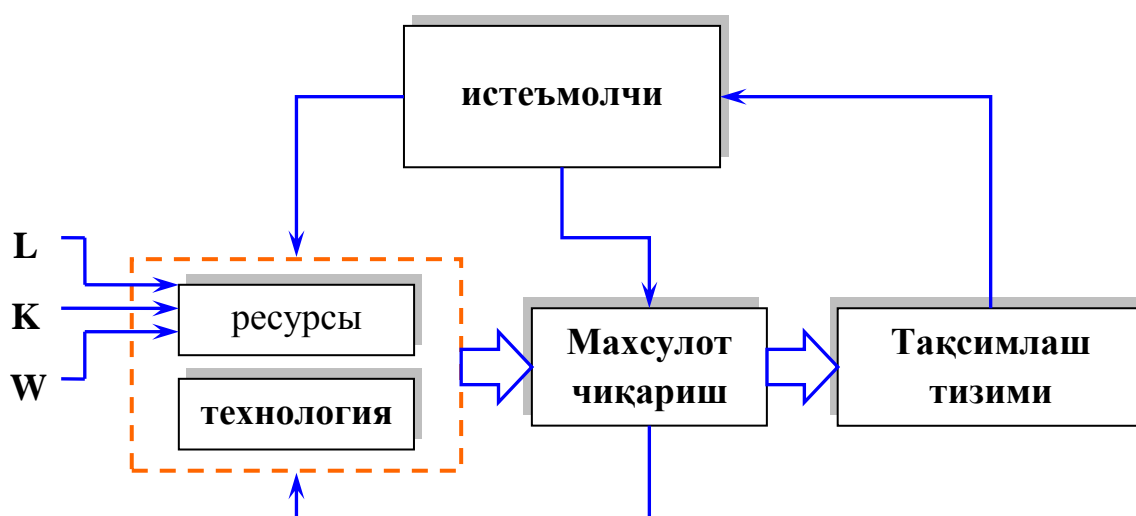 истеъмолчи
L
K
W
ресурсы
технология
Махсулот
чиқариш
Тақсимлаш
тизими